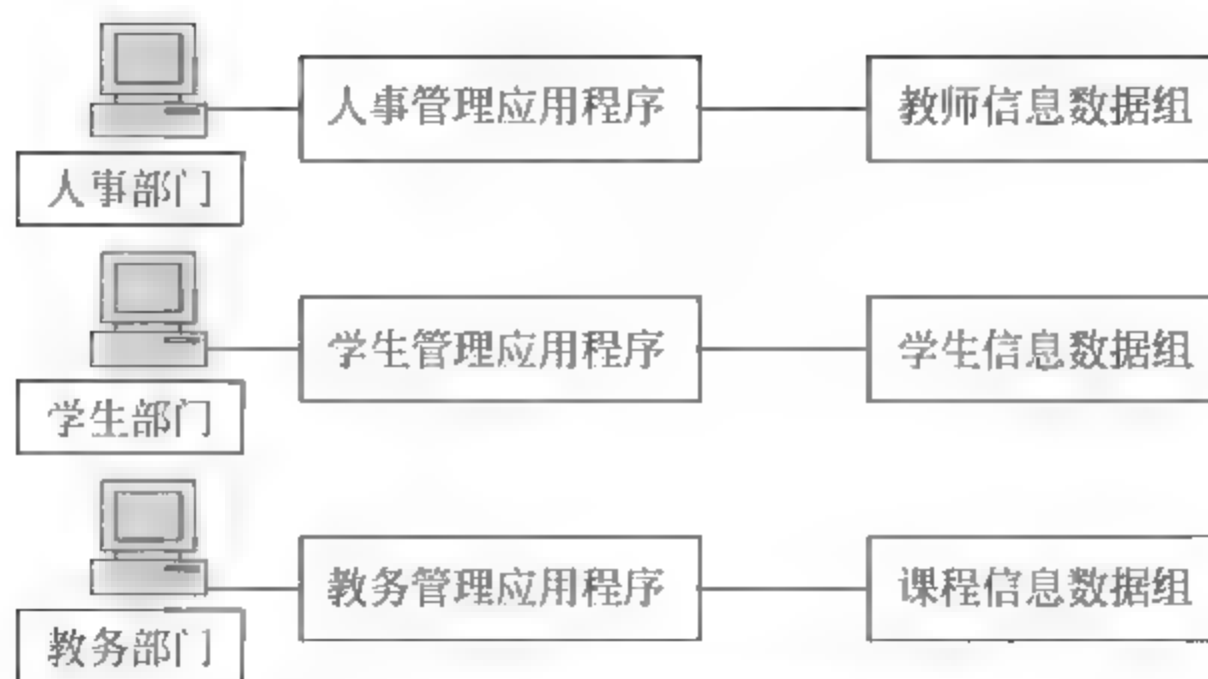 人事管理应用程序
教师信息数据组
人事部门
学生管理应用程序
学生信息数据组
学生部门
教务管理应用程序
课程信息数据组
教务部门